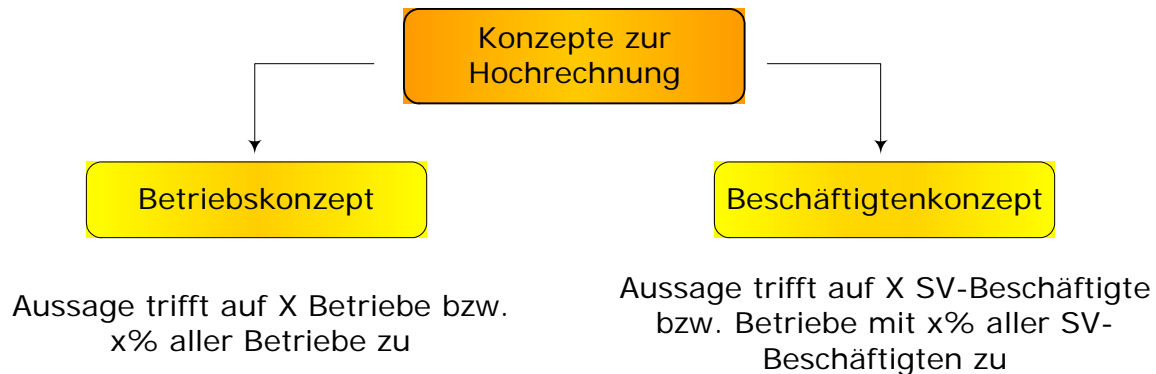 Konzepte zur
Hochrechnung
Betriebskonzept
Beschäftigtenkonzept
Aussage trifft auf X Betriebe bzw.
x% aller Betriebe zu
Aussage trifft auf X SV-Beschäftigte
bzw. Betriebe mit x% aller SV-
Beschäftigten zu